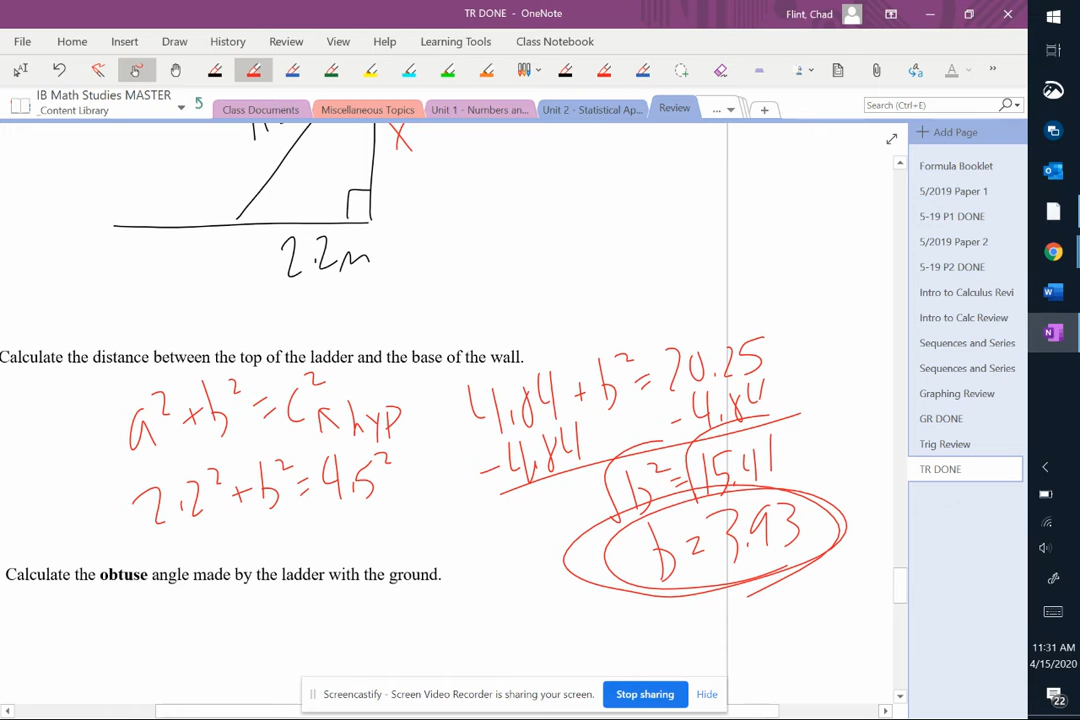 TR DONE - OneNote
Flint, Chad
File Home Insert Draw History Review View Help Learning Tools Class Notebook
IB Math Studies MASTER
_Content Library
Class Documents Miscellaneous Topics Unit 1 - Numbers an... Unit 2 - Statistical Ap... Review ...
Search (Ctrl+E)
Add Page
Formula Booklet
5/2019 Paper 1
5-19 P1 DONE
5/2019 Paper 2
5-19 P2 DONE
Intro to Calculus Revi
Intro to Calc Review
Sequences and Series
Sequences and Series
Graphing Review
GR DONE
Trig Review
TR DONE
x
2.2m
Calculate the distance between the top of the ladder and the base of the wall.
a² + b² = c² hyp
2.2² + b² = 4.5²
4.84 + b² = 20.25
-4.84 -4.84
√b² = √15.41
b = 3.93
Calculate the obtuse angle made by the ladder with the ground.
Screencastify - Screen Video Recorder is sharing your screen. Stop sharing Hide
11:31 AM
4/15/2020
22